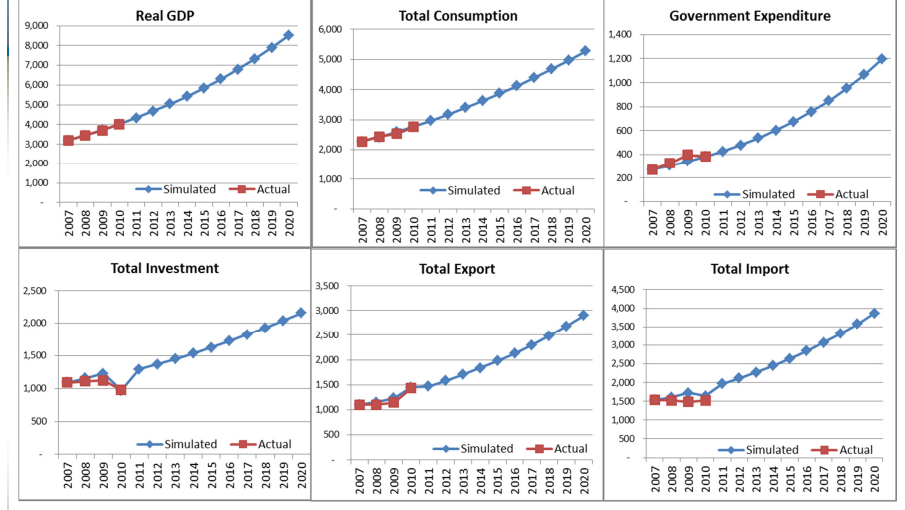 Real GDP
9,000
8,000
7,000
6,000
5,000
4,000
3,000
2,000
1,000
-
Simulated Actual
2007 2008 2009 2010 2011 2012 2013 2014 2015 2016 2017 2018 2019 2020
Total Consumption
6,000
5,000
4,000
3,000
2,000
1,000
-
Simulated Actual
2007 2008 2009 2010 2011 2012 2013 2014 2015 2016 2017 2018 2019 2020
Government Expenditure
1,400
1,200
1,000
800
600
400
200
-
Simulated Actual
2007 2008 2009 2010 2011 2012 2013 2014 2015 2016 2017 2018 2019 2020
Total Investment
2,500
2,000
1,500
1,000
500
-
Simulated Actual
2007 2008 2009 2010 2011 2012 2013 2014 2015 2016 2017 2018 2019 2020
Total Export
3,500
3,000
2,500
2,000
1,500
1,000
500
-
Simulated Actual
2007 2008 2009 2010 2011 2012 2013 2014 2015 2016 2017 2018 2019 2020
Total Import
4,500
4,000
3,500
3,000
2,500
2,000
1,500
1,000
500
-
Simulated Actual
2007 2008 2009 2010 2011 2012 2013 2014 2015 2016 2017 2018 2019 2020